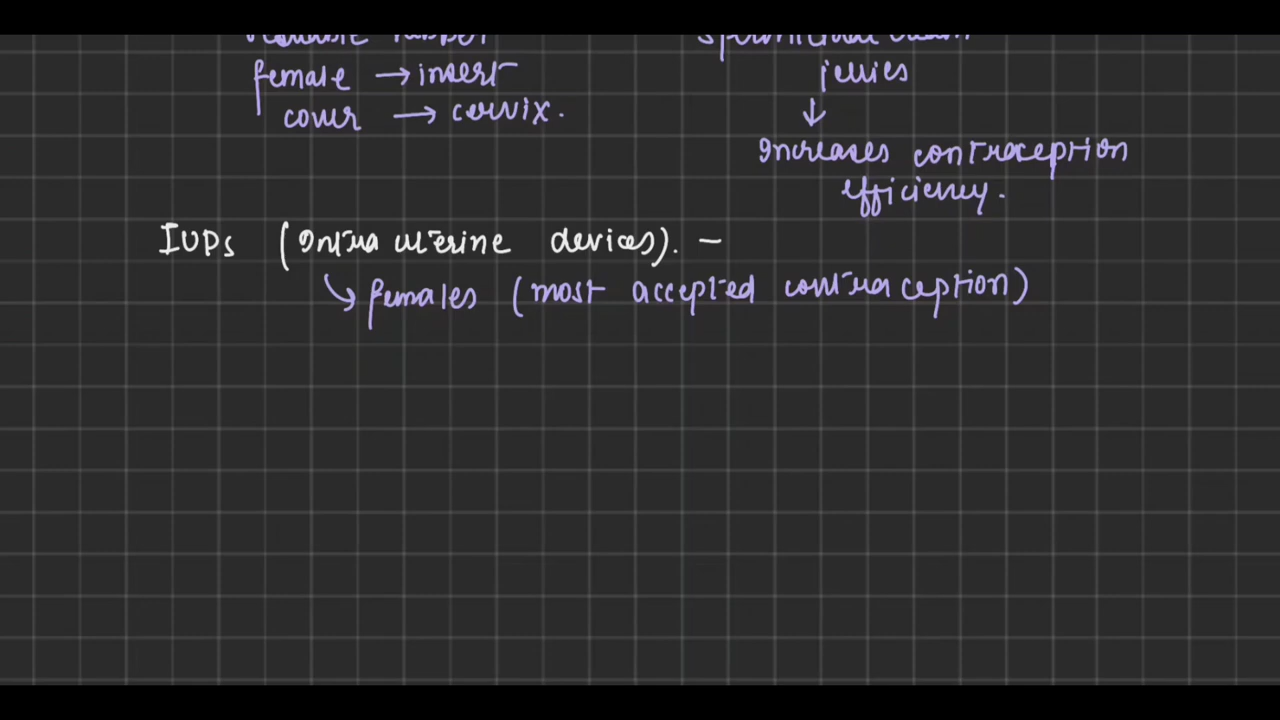 female → insert
cover → cervix.
jellies
↓
Increases contraception
efficiency.
IUDs (Intra uterine devices). –
↳ females (most accepted contraception)